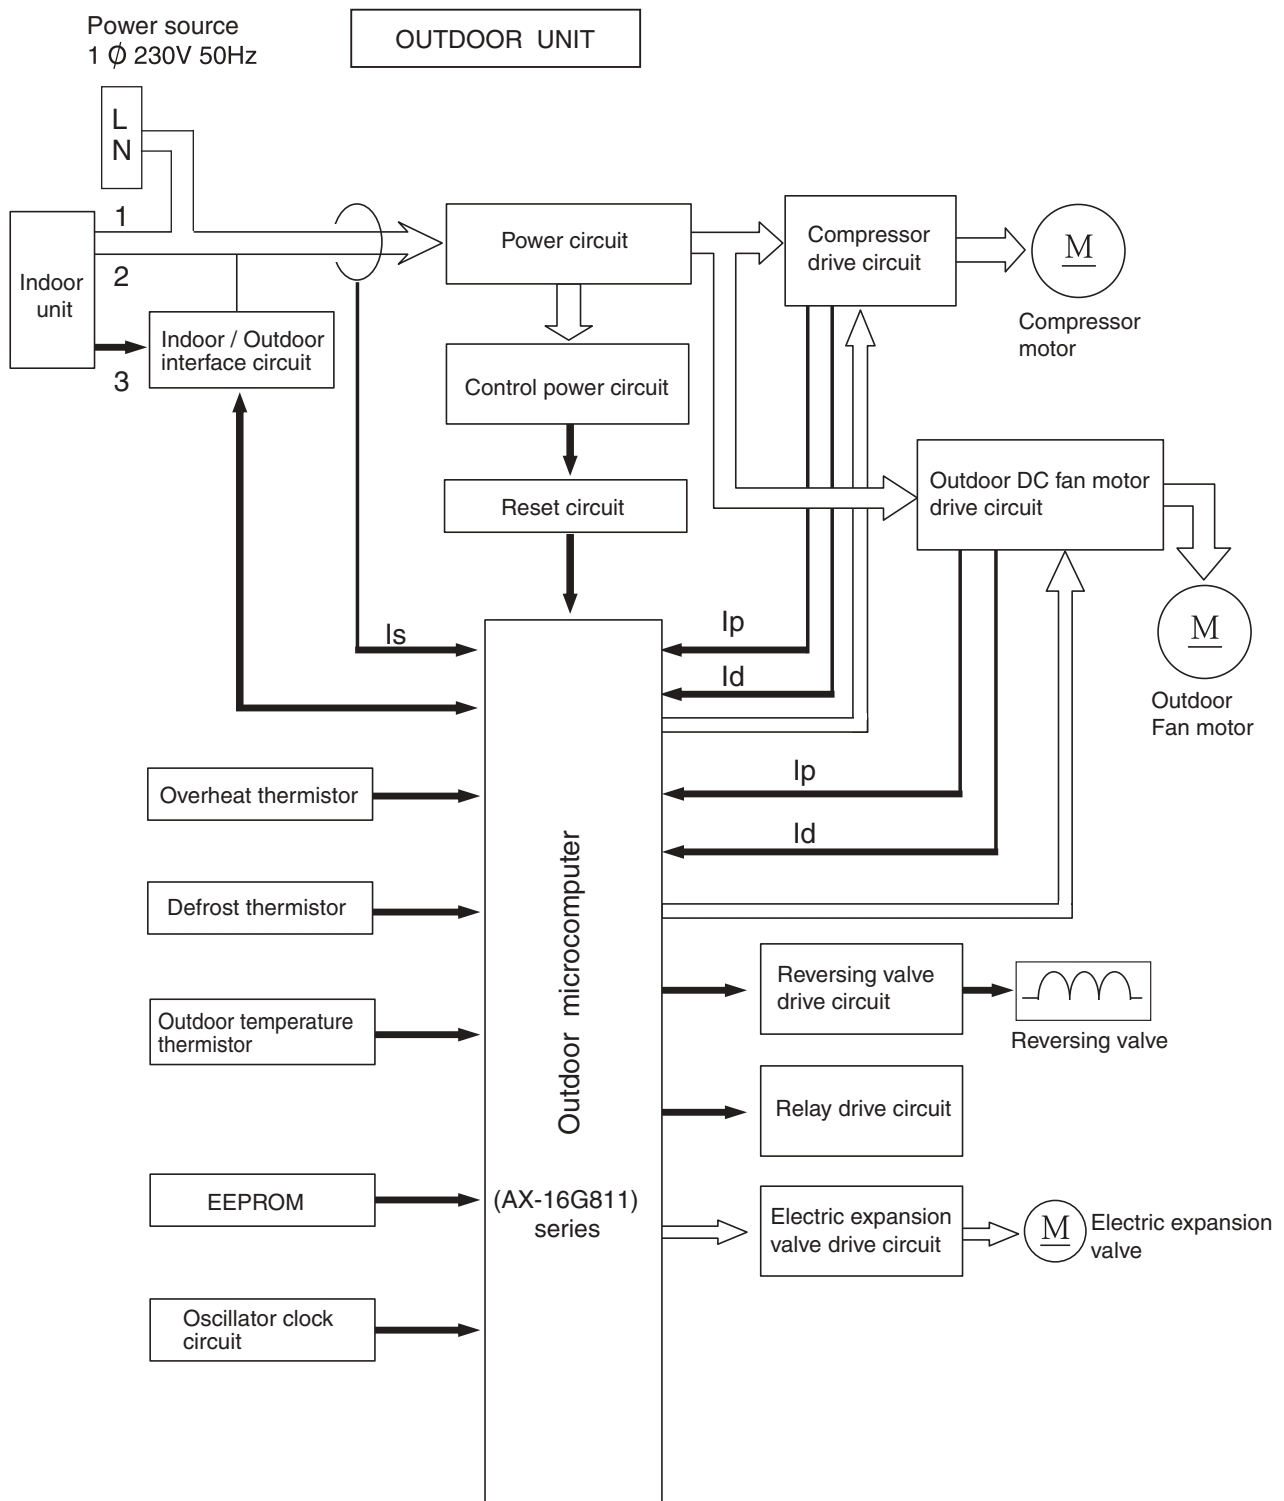 Power source
1 Ø 230V 50Hz
OUTDOOR UNIT
L
N
1
2
3
Indoor
unit
Indoor / Outdoor
interface circuit
Power circuit
Compressor
drive circuit
M
Compressor
motor
Control power circuit
Reset circuit
Outdoor DC fan motor
drive circuit
M
Outdoor
Fan motor
Is
Ip
Id
Ip
Id
Overheat thermistor
Defrost thermistor
Outdoor temperature
thermistor
EEPROM
Oscillator clock
circuit
Outdoor microcomputer
(AX-16G811)
series
Reversing valve
drive circuit
Reversing valve
Relay drive circuit
Electric expansion
valve drive circuit
M
Electric expansion
valve